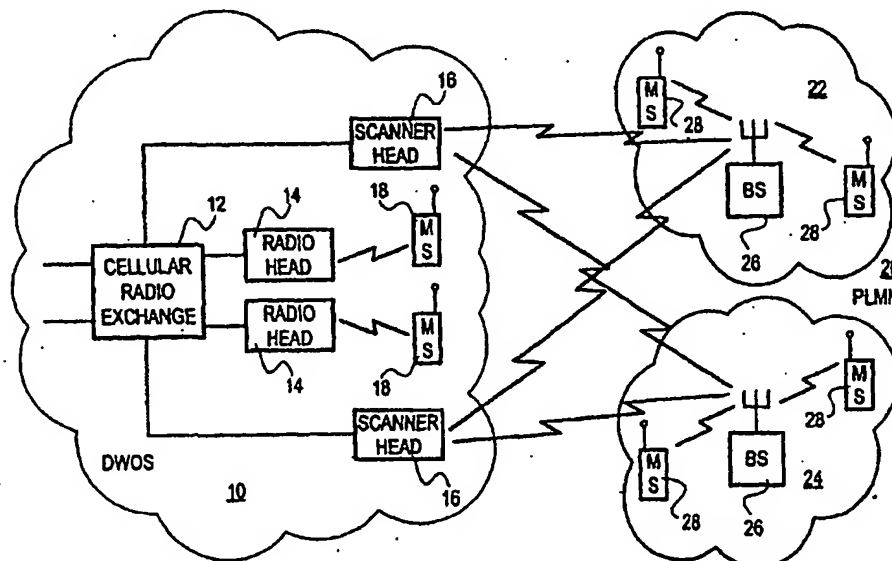 16
SCANNER
HEAD
12
14
18
CELLULAR
RADIO
EXCHANGE
RADIO
HEAD
M
S
RADIO
HEAD
M
S
14
18
SCANNER
HEAD
16
DWOS
10
M
S
28
22
BS
26
M
S
28
PLMN
M
S
28
BS
26
24
M
S
28